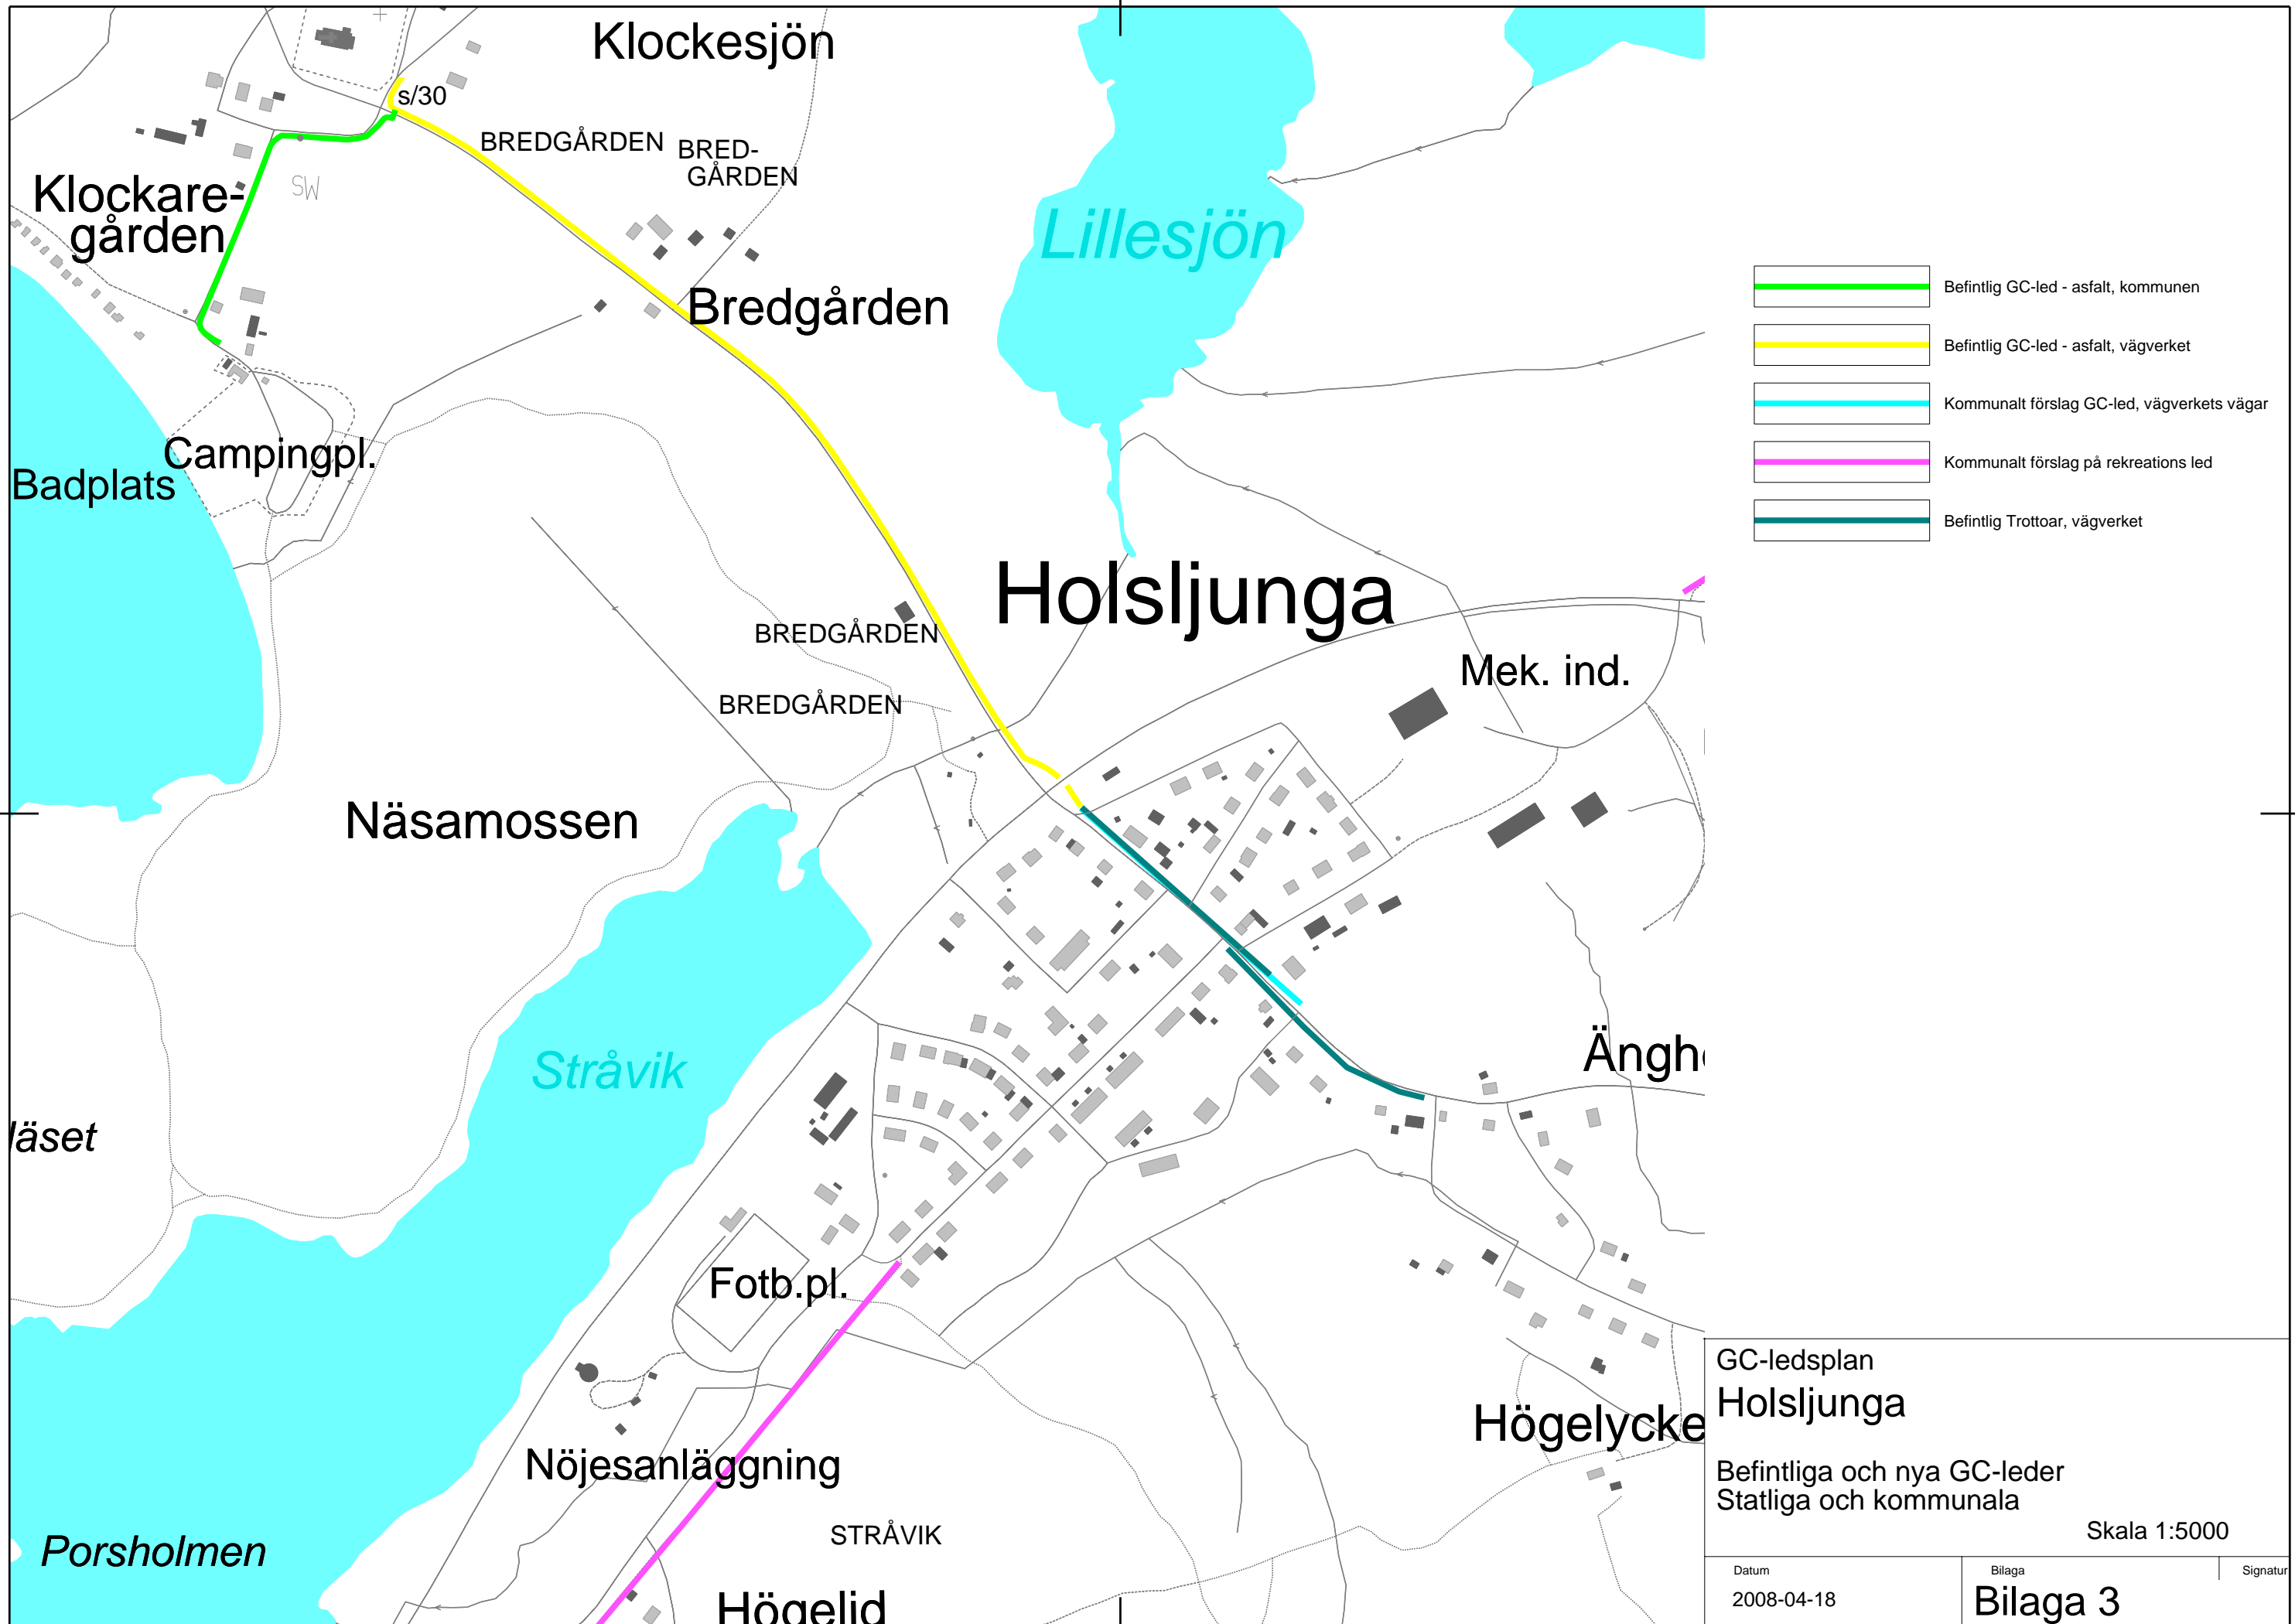 Klockesjön
s/30
BREDGÅRDEN
BRED-
GÅRDEN
SM
Klockare-
gården
Lillesjön
Bredgården
Befintlig GC-led - asfalt, kommunen
Befintlig GC-led - asfalt, vägverket
Kommunalt förslag GC-led, vägverkets vägar
Kommunalt förslag på rekreations led
Befintlig Trottoar, vägverket
Campingpl.
Badplats
Holsljunga
BREDGÅRDEN
Mek. ind.
BREDGÅRDEN
Näsamossen
Stråvik
Ängh
läset
Fotb.pl.
Högelycke
Nöjesanläggning
STRÅVIK
Porsholmen
Högelid
GC-ledsplan
Holsljunga
Befintliga och nya GC-leder
Statliga och kommunala
Skala 1:5000
Datum
2008-04-18
Bilaga
Bilaga 3
Signatur